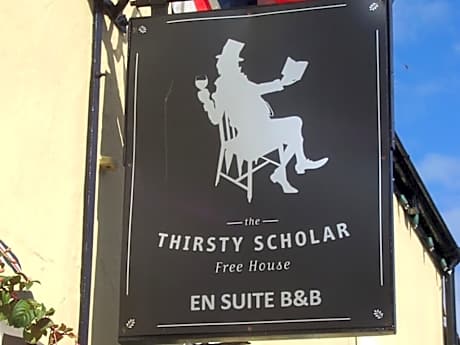 the
THIRSTY SCHOLAR
Free House
EN SUITE B&B